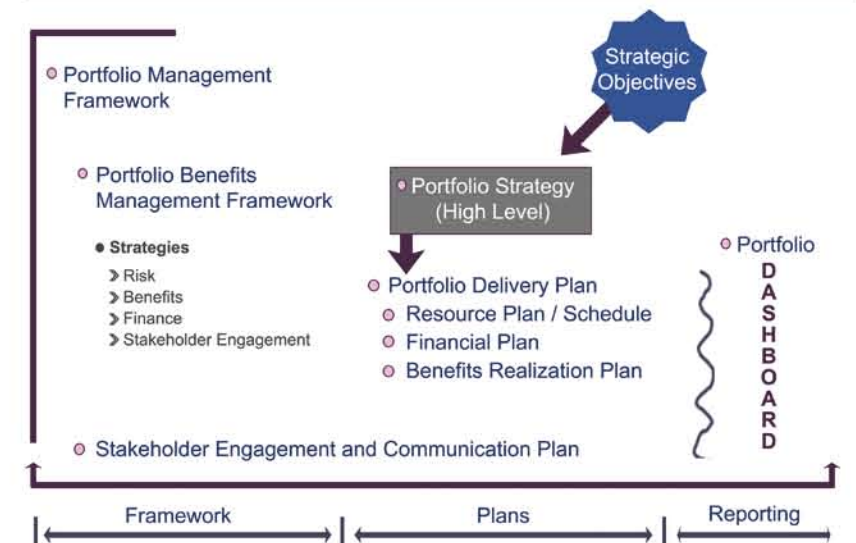 Strategic
Objectives
Portfolio Management
Framework
Portfolio Benefits
Management Framework
Strategies
Risk
Benefits
Finance
Stakeholder Engagement
Portfolio Strategy
(High Level)
Portfolio Delivery Plan
Resource Plan / Schedule
Financial Plan
Benefits Realization Plan
Portfolio
DASHBOARD
Stakeholder Engagement and Communication Plan
Framework
Plans
Reporting